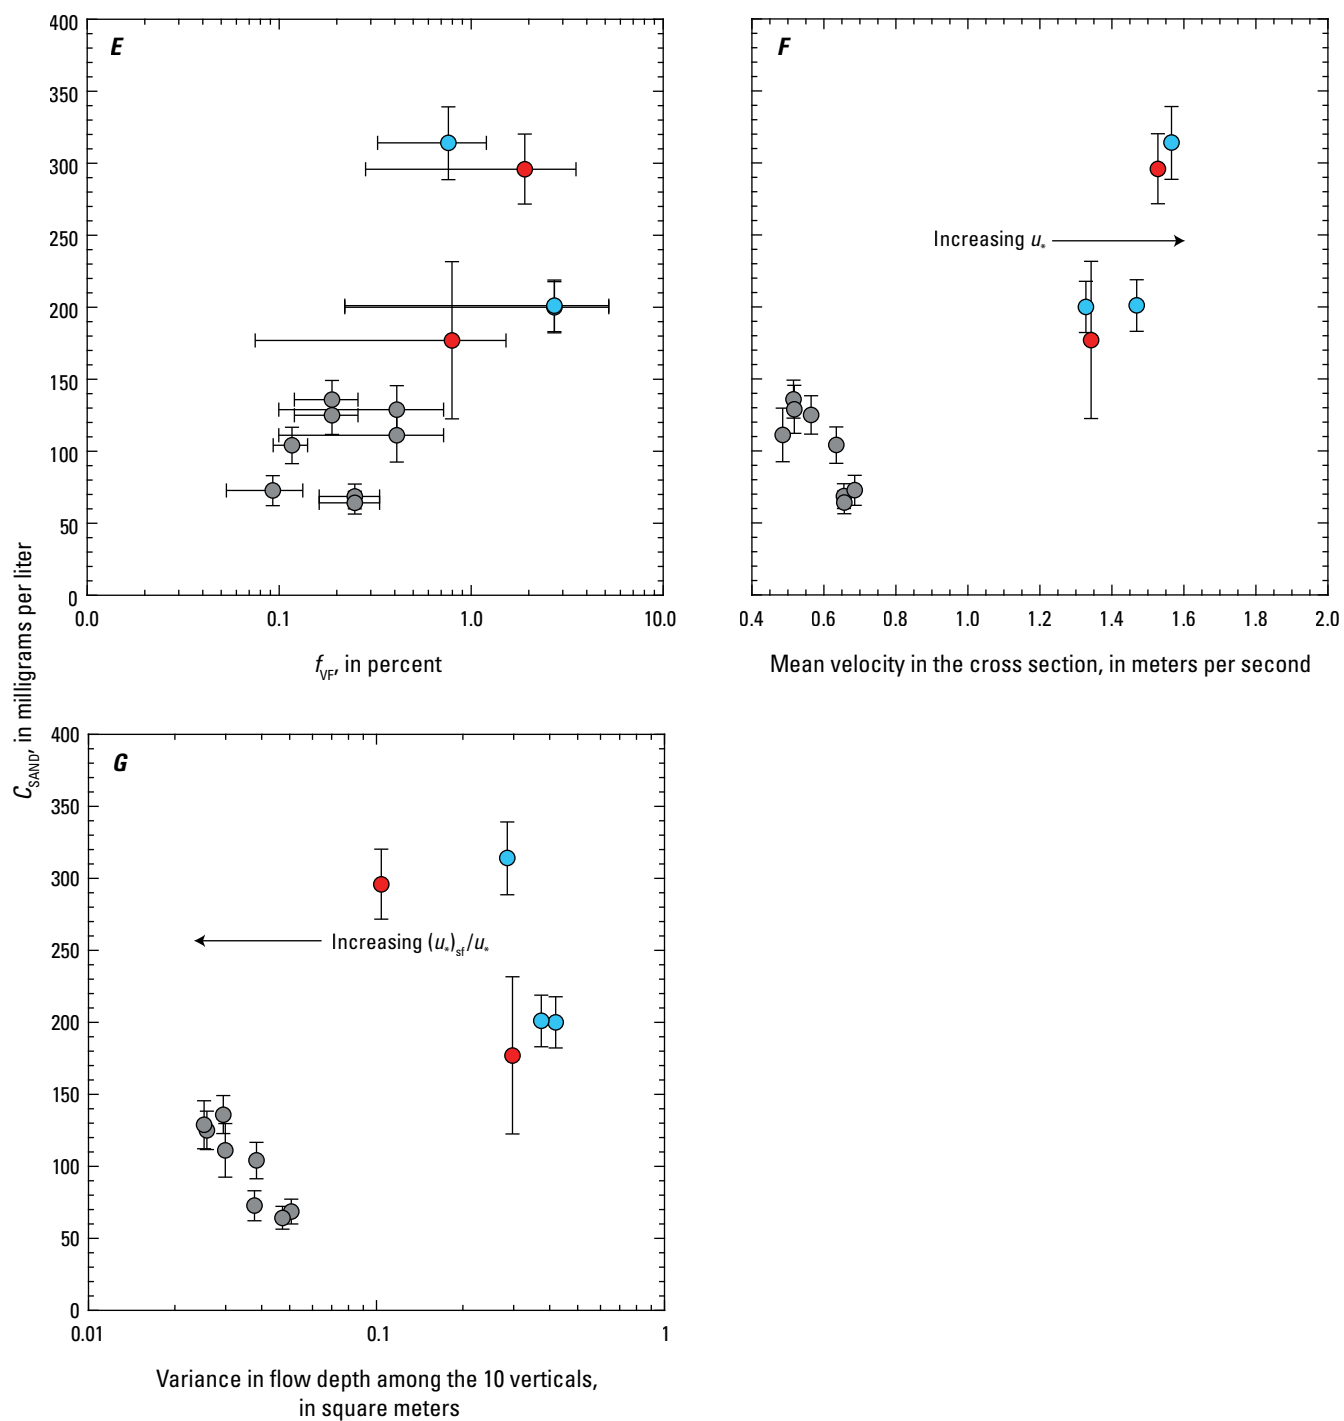 E
400
350
300
250
200
150
100
50
0
0.0 0.1 1.0 10.0
f_VF, in percent
F
Increasing u_*
0.4 0.6 0.8 1.0 1.2 1.4 1.6 1.8 2.0
Mean velocity in the cross section, in meters per second
C_SAND, in milligrams per liter
G
400
350
300
250
200
150
100
50
0
Increasing (u_*)_sf/u_*
0.01 0.1 1
Variance in flow depth among the 10 verticals,
in square meters